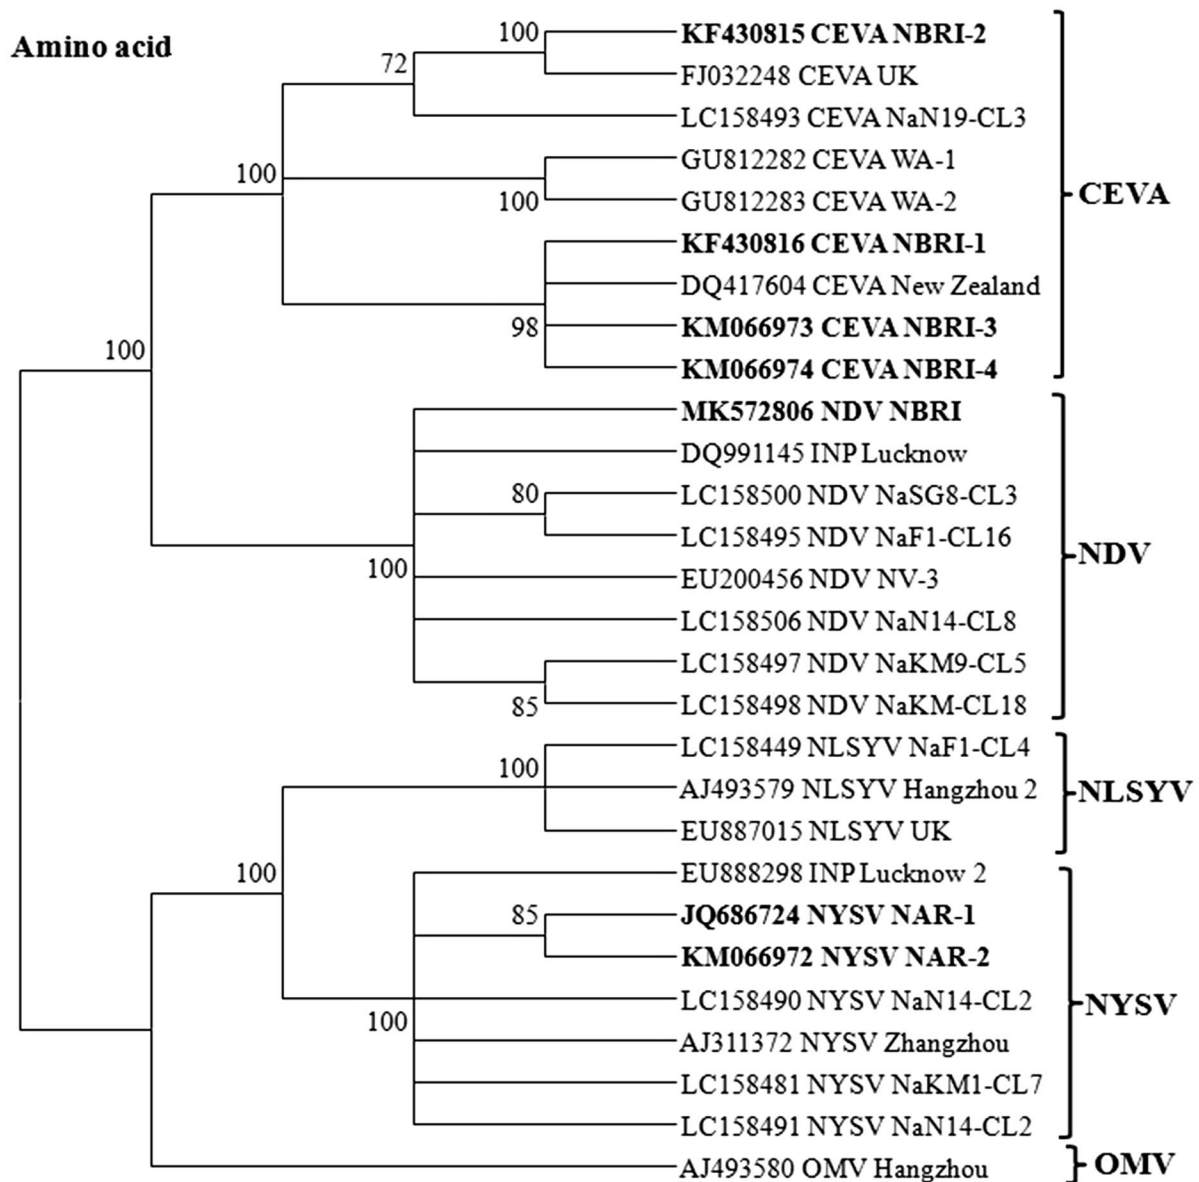 Amino acid
100
KF430815 CEVA NBRI-2
72
FJ032248 CEVA UK
LC158493 CEVA NaN19-CL3
100
GU812282 CEVA WA-1
100
GU812283 CEVA WA-2
CEVA
KF430816 CEVA NBRI-1
DQ417604 CEVA New Zealand
98
KM066973 CEVA NBRI-3
100
KM066974 CEVA NBRI-4
MK572806 NDV NBRI
DQ991145 INP Lucknow
80
LC158500 NDV NaSG8-CL3
LC158495 NDV NaF1-CL16
NDV
100
EU200456 NDV NV-3
LC158506 NDV NaN14-CL8
LC158497 NDV NaKM9-CL5
85
LC158498 NDV NaKM-CL18
LC158449 NLSYV NaF1-CL4
100
AJ493579 NLSYV Hangzhou 2
NLSYV
EU887015 NLSYV UK
100
EU888298 INP Lucknow 2
85
JQ686724 NYSV NAR-1
KM066972 NYSV NAR-2
LC158490 NYSV NaN14-CL2
NYSV
100
AJ311372 NYSV Zhangzhou
LC158481 NYSV NaKM1-CL7
LC158491 NYSV NaN14-CL2
AJ493580 OMV Hangzhou
OMV